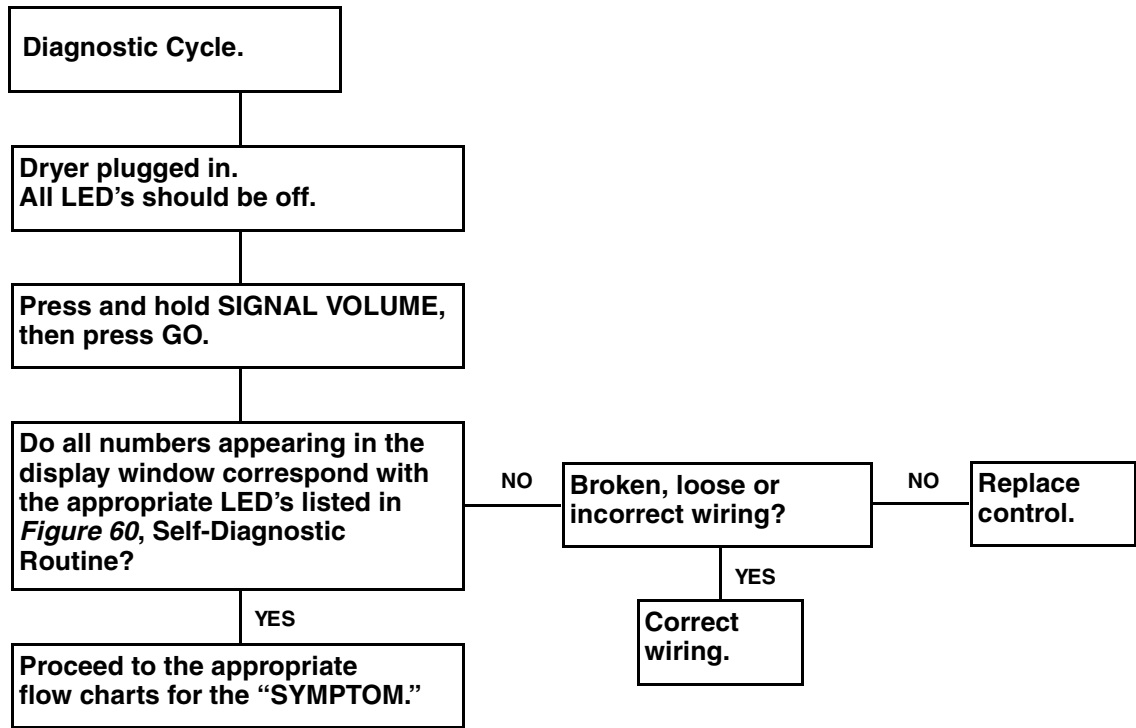 Diagnostic Cycle.
Dryer plugged in.
All LED’s should be off.
Press and hold SIGNAL VOLUME,
then press GO.
Do all numbers appearing in the
display window correspond with
the appropriate LED’s listed in
Figure 60, Self-Diagnostic
Routine?
NO
Broken, loose or
incorrect wiring?
NO
Replace
control.
YES
Correct
wiring.
YES
Proceed to the appropriate
flow charts for the “SYMPTOM.”